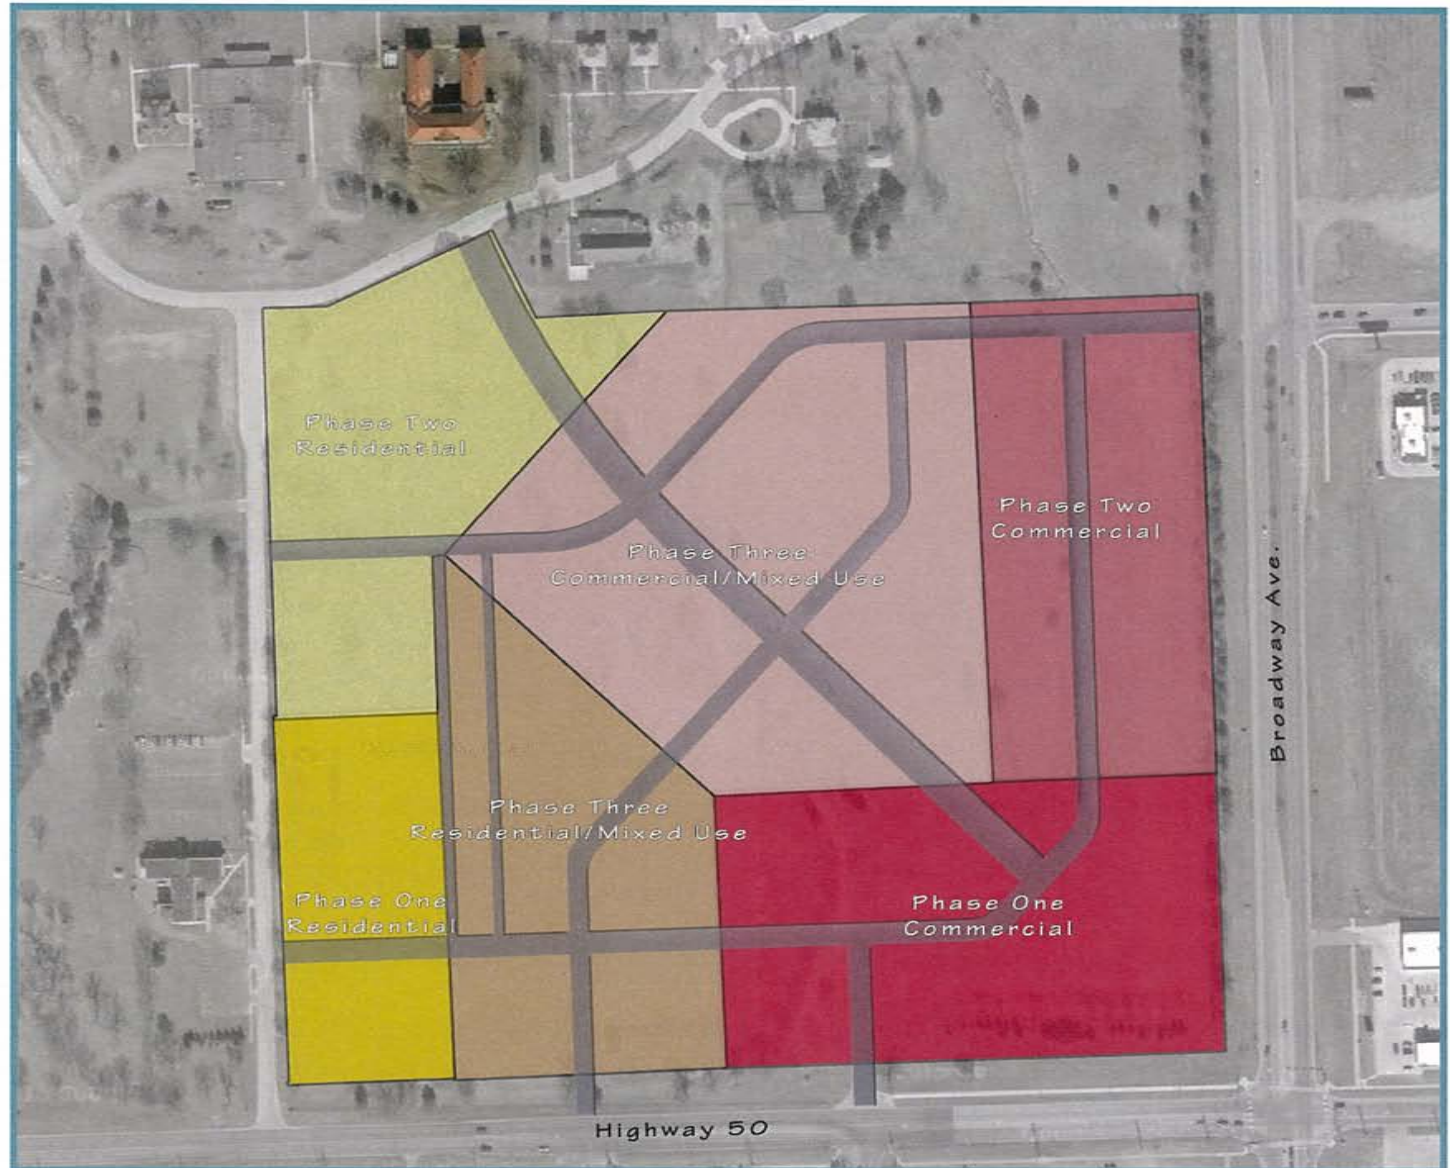 Phase Two
Residential
Phase Two
Commercial
Phase Three
Commercial/Mixed Use
Broadway Ave.
Phase Three
Residential/Mixed Use
Phase One
Residential
Phase One
Commercial
Highway 50